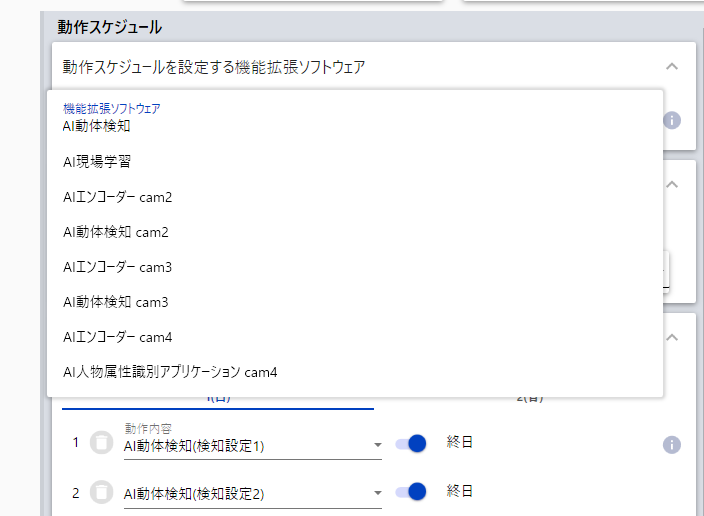 動作スケジュール
動作スケジュールを設定する機能拡張ソフトウェア
機能拡張ソフトウェア
AI動体検知
AI現場学習
AIエンコーダー cam2
AI動体検知 cam2
AIエンコーダー cam3
AI動体検知 cam3
AIエンコーダー cam4
AI人物属性識別アプリケーション cam4
動作内容
1 AI動体検知(検知設定1) 終日
2 AI動体検知(検知設定2) 終日